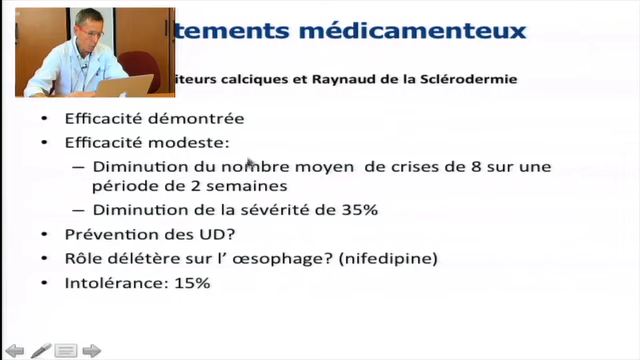 tements médicamenteux
iteurs calciques et Raynaud de la Sclérodermie
• Efficacité démontrée
• Efficacité modeste:
– Diminution du nombre moyen de crises de 8 sur une
période de 2 semaines
– Diminution de la sévérité de 35%
• Prévention des UD?
• Rôle délétère sur l' œsophage? (nifedipine)
• Intolérance: 15%